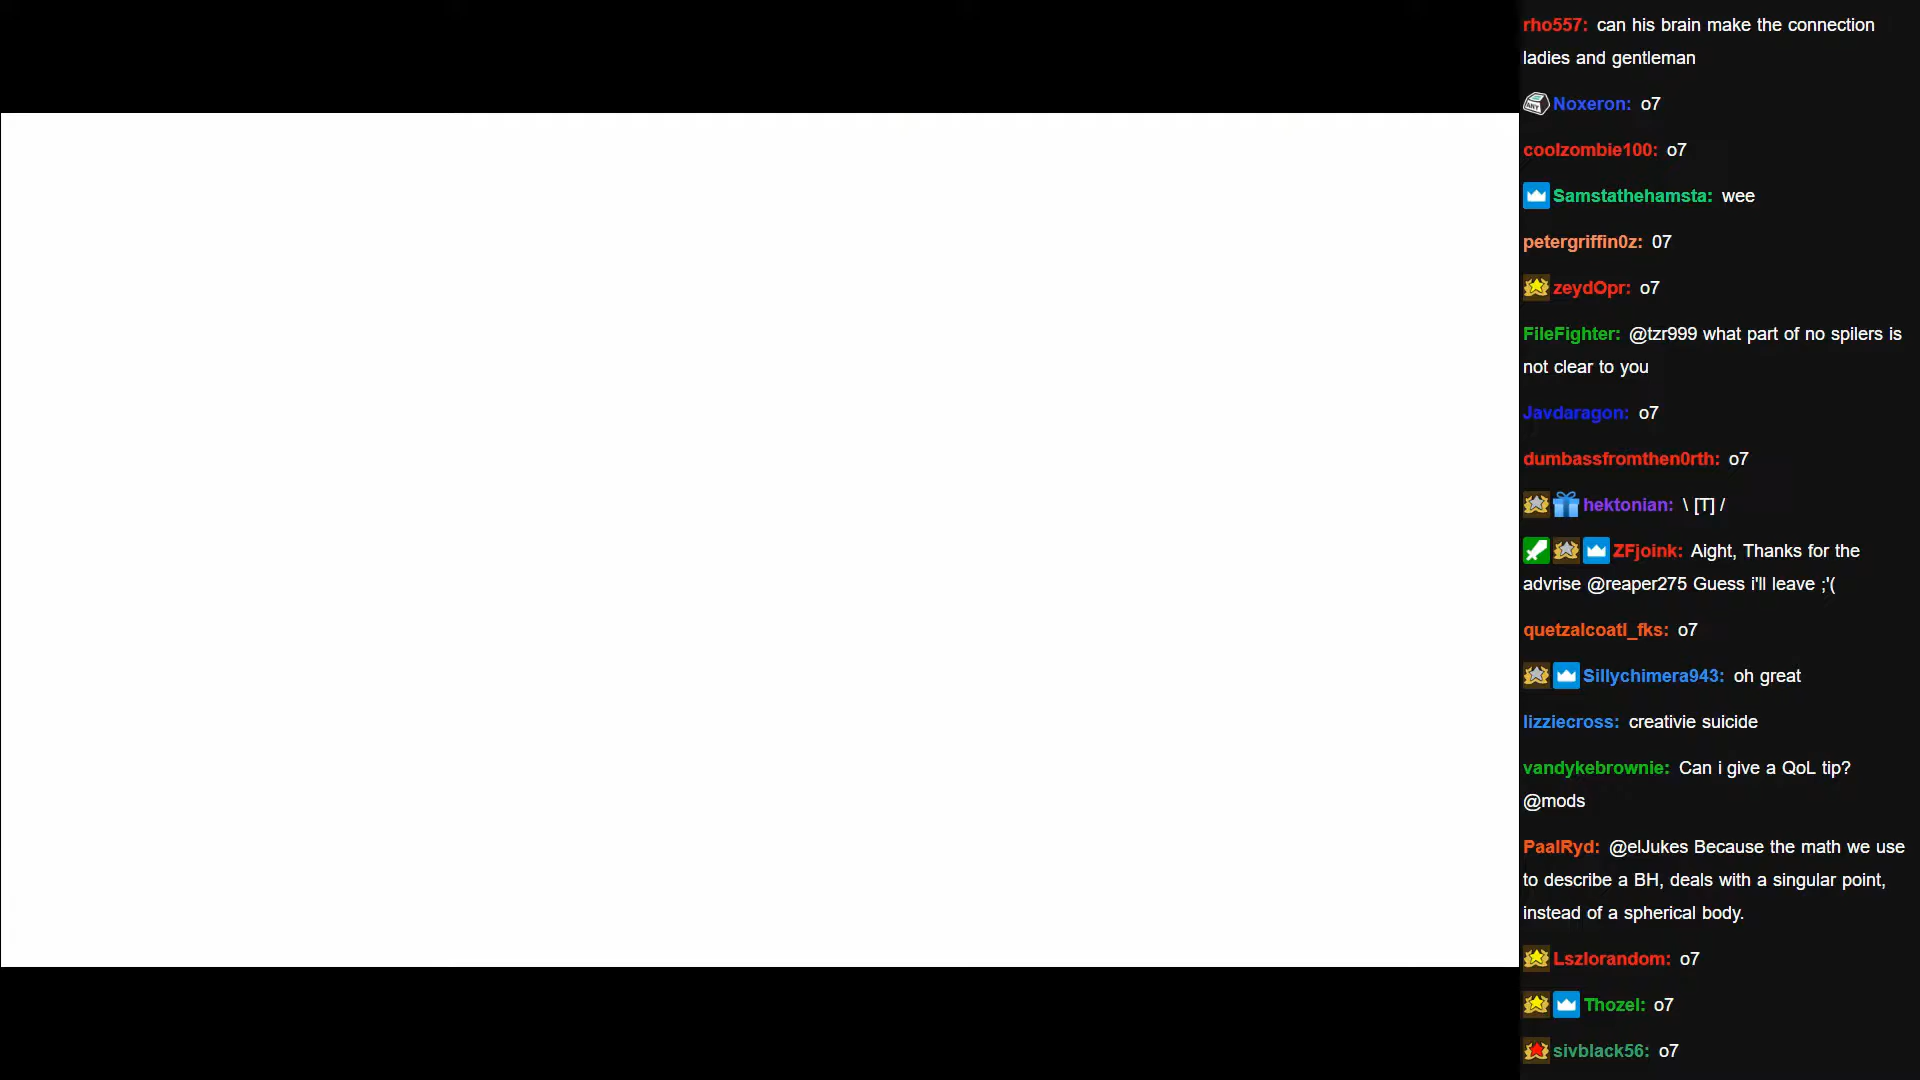 rho557: can his brain make the connection
ladies and gentleman
Noxeron: o7
coolzombie100: o7
Samstathehamsta: wee
petergriffin0z: 07
zeydOpr: o7
FileFighter: @tzr999 what part of no spilers is
not clear to you
Javdaragon: o7
dumbassfromthen0rth: o7
hektonian: \ [T] /
ZFjoink: Aight, Thanks for the
advrise @reaper275 Guess i'll leave ;'(
quetzalcoatl_fks: o7
Sillychimera943: oh great
lizziecross: creativie suicide
vandykebrownie: Can i give a QoL tip?
@mods
PaalRyd: @elJukes Because the math we use
to describe a BH, deals with a singular point,
instead of a spherical body.
Lszlorandom: o7
Thozel: o7
sivblack56: o7